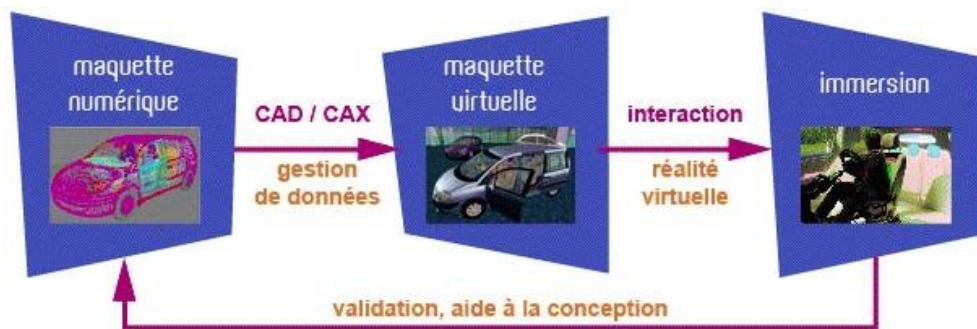 maquette
numérique
CAD / CAX
gestion
de données
maquette
virtuelle
interaction
réalité
virtuelle
immersion
validation, aide à la conception